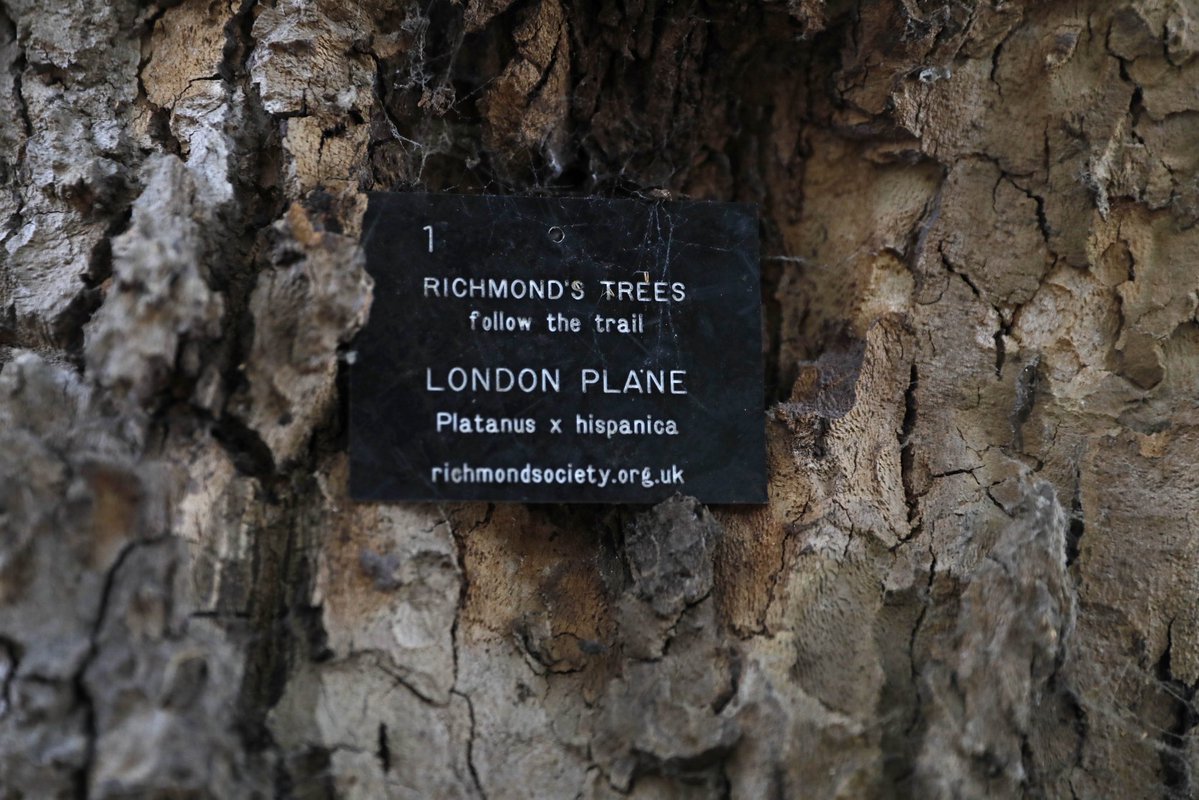 1
RICHMOND'S TREES
follow the trail
LONDON PLANE
Platanus x hispanica
richmondsociety.org.uk